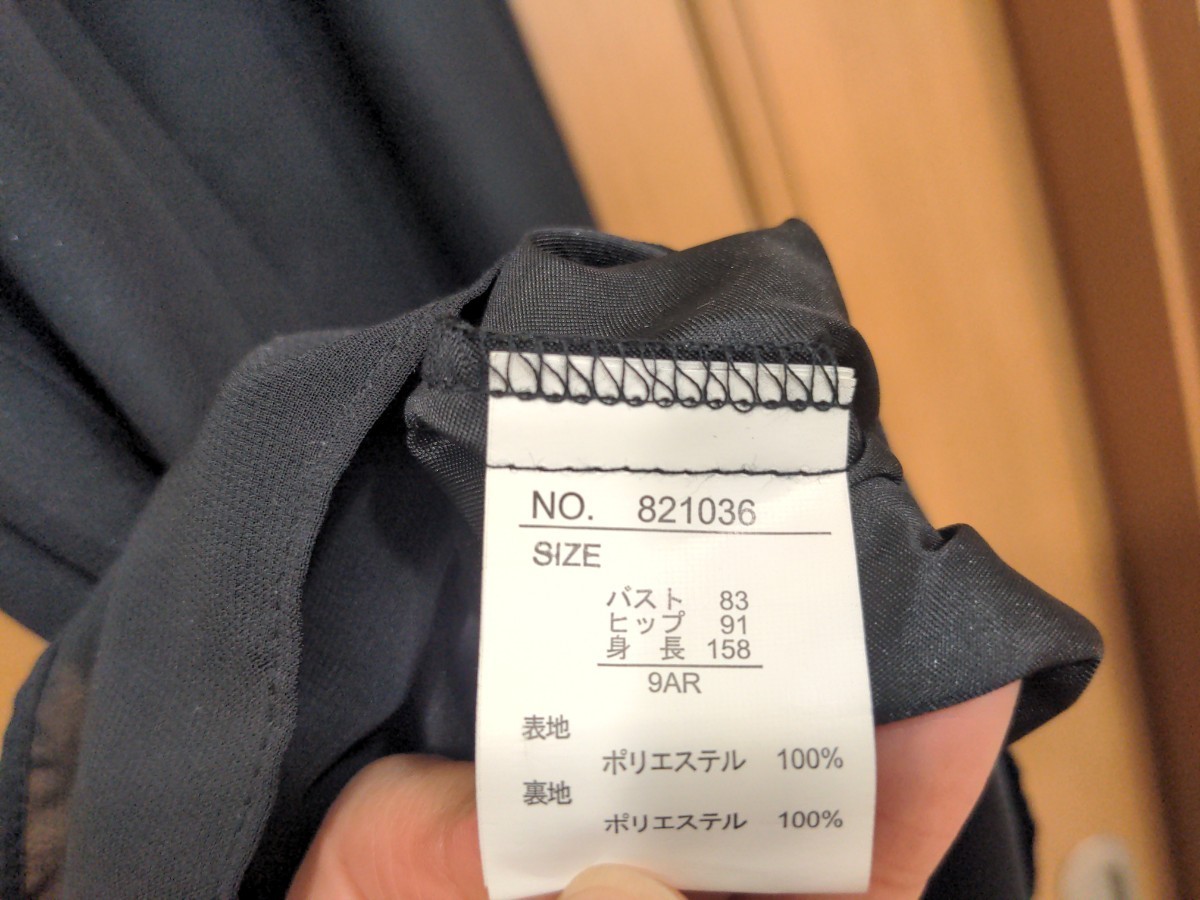 NO. 821036
SIZE
バスト 83
ヒップ 91
身 長 158
9AR
表地
ポリエステル 100%
裏地
ポリエステル 100%